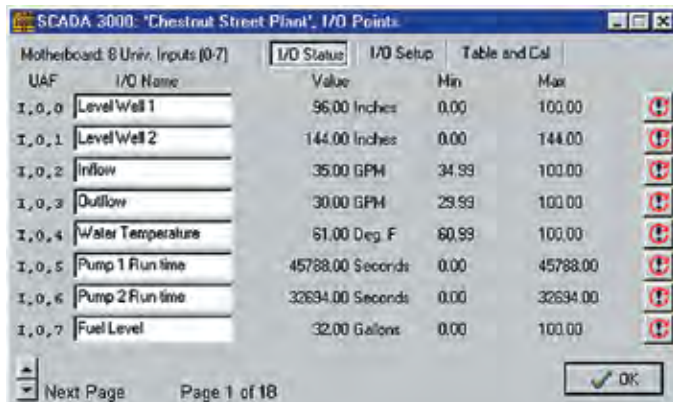 SCADA 3000: 'Chestnut Street Plant', I/O Points
Motherboard: 8 Univ. Inputs (0-7) I/O Status I/O Setup Table and Cal
UAF I/O Name Value Min Max
I,0,0 Level Well 1 96.00 Inches 0.00 100.00
I,0,1 Level Well 2 144.00 Inches 0.00 144.00
I,0,2 Inflow 35.00 GPM 34.99 100.00
I,0,3 Outflow 30.00 GPM 29.99 100.00
I,0,4 Water Temperature 61.00 Deg. F 60.99 100.00
I,0,5 Pump 1 Run time 45788.00 Seconds 0.00 45788.00
I,0,6 Pump 2 Run time 32694.00 Seconds 0.00 32694.00
I,0,7 Fuel Level 32.00 Gallons 0.00 100.00
Next Page Page 1 of 18 OK